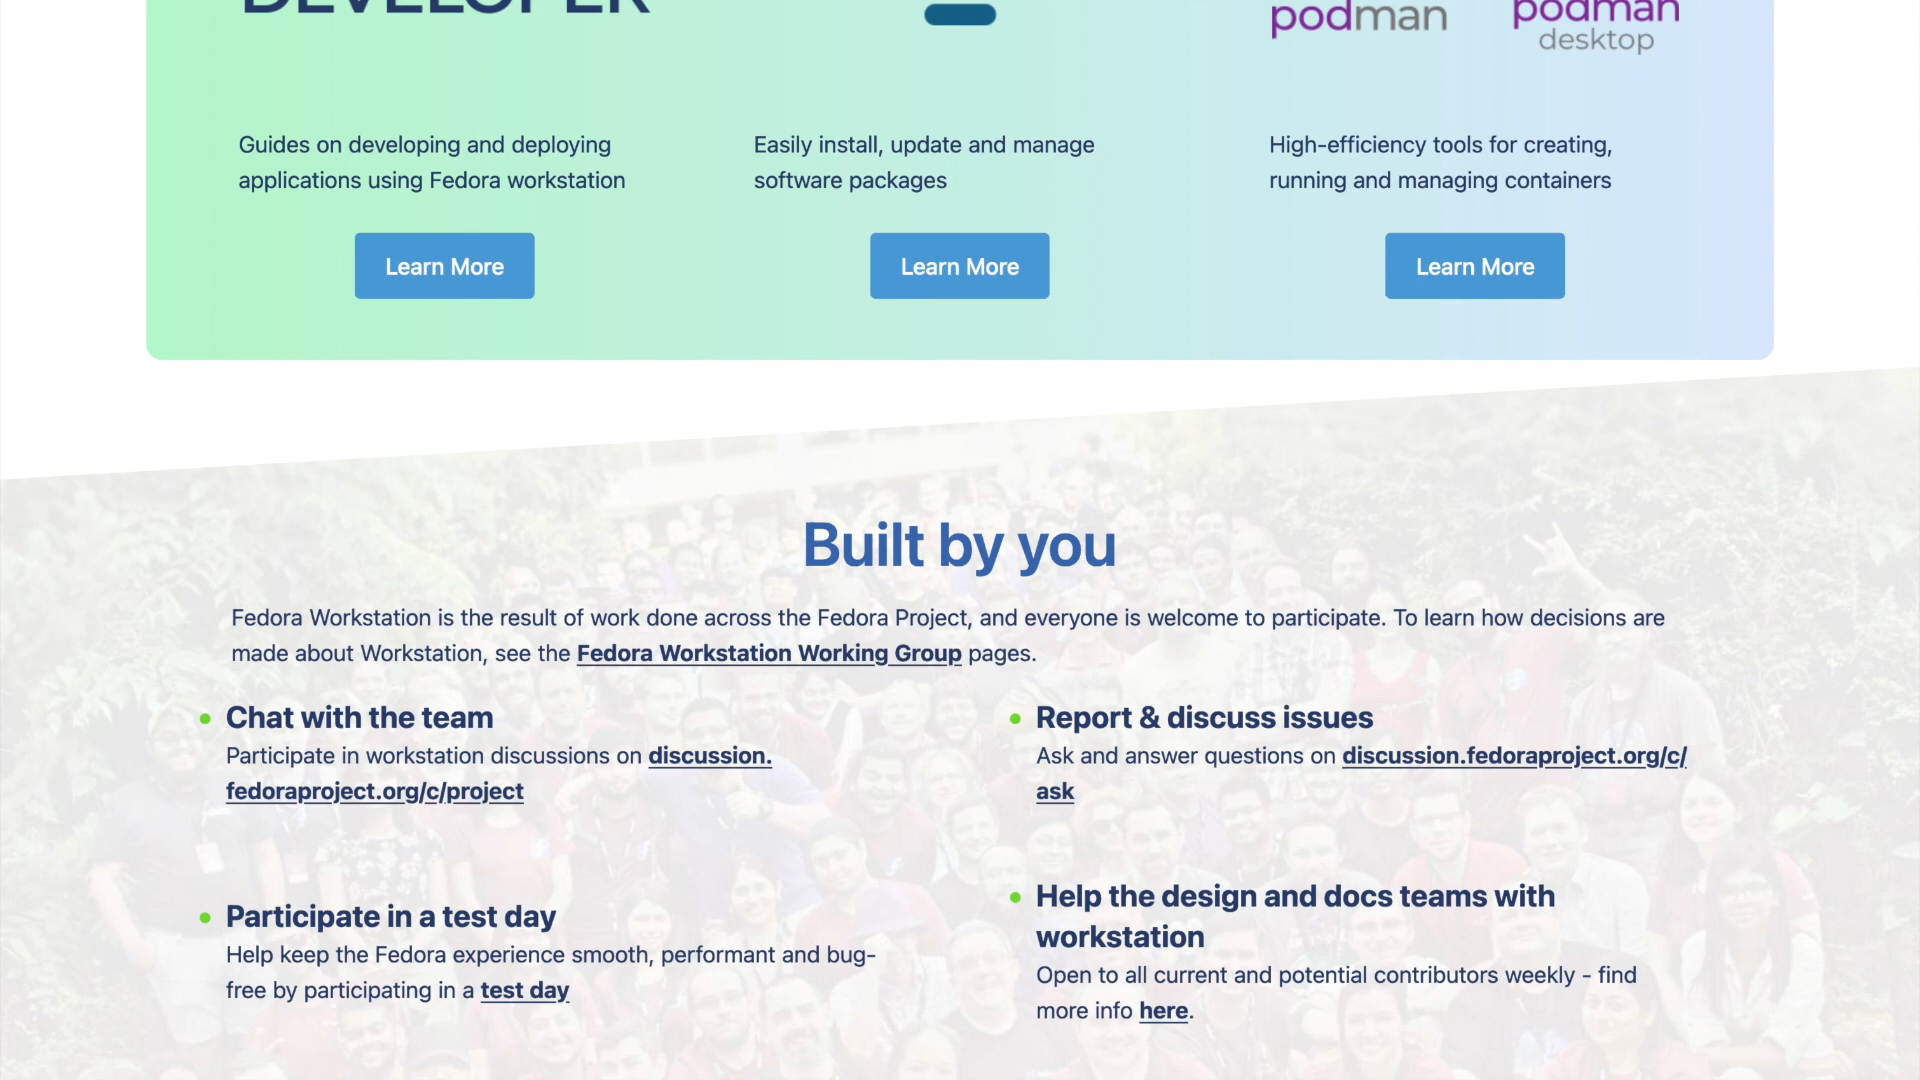 DEVELOPER
podman
podman
desktop
Guides on developing and deploying
applications using Fedora workstation
Easily install, update and manage
software packages
High-efficiency tools for creating,
running and managing containers
Learn More
Learn More
Learn More
Built by you
Fedora Workstation is the result of work done across the Fedora Project, and everyone is welcome to participate. To learn how decisions are
made about Workstation, see the Fedora Workstation Working Group pages.
Chat with the team
Participate in workstation discussions on discussion.
fedoraproject.org/c/project
Report & discuss issues
Ask and answer questions on discussion.fedoraproject.org/c/
ask
Participate in a test day
Help keep the Fedora experience smooth, performant and bug-
free by participating in a test day
Help the design and docs teams with
workstation
Open to all current and potential contributors weekly - find
more info here.